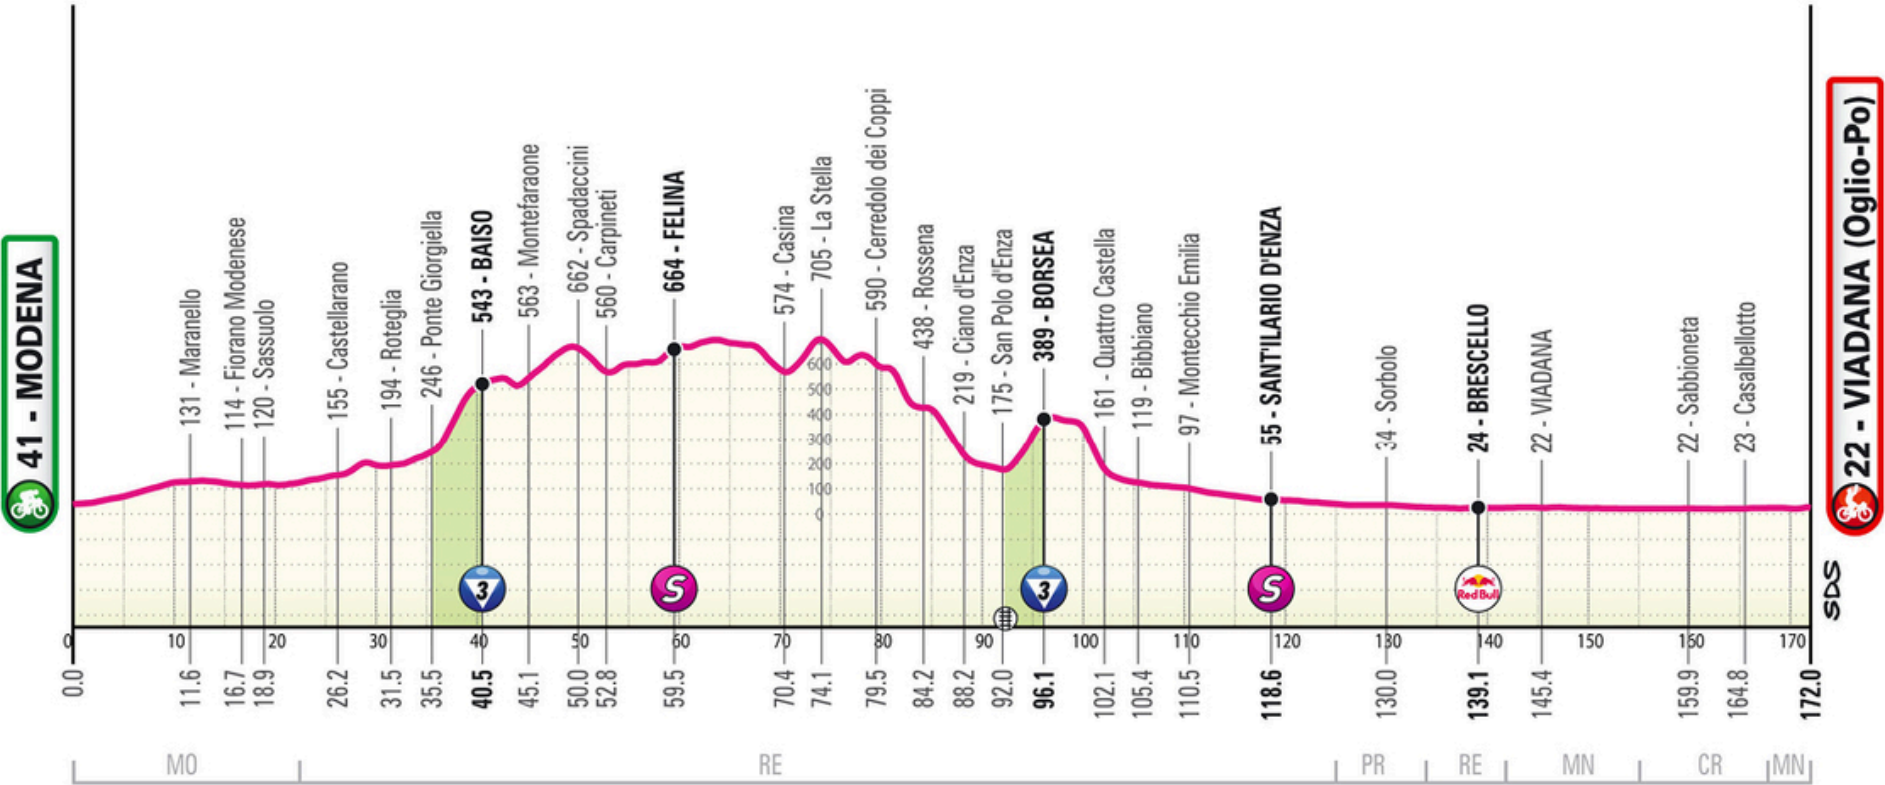 41 - MODENA
131 - Maranello
114 - Fiorano Modenese
120 - Sassuolo
155 - Castellarano
194 - Roteglia
246 - Ponte Giorgiella
543 - BAISO
563 - Montefaraone
662 - Spadaccini
560 - Carpineti
664 - FELINA
574 - Casina
705 - La Stella
590 - Cerredolo dei Coppi
438 - Rossena
219 - Ciano d'Enza
175 - San Polo d'Enza
389 - BORSEA
161 - Quattro Castella
119 - Bibbiano
97 - Montecchio Emilia
55 - SANT'ILARIO D'ENZA
34 - Sorbolo
24 - BRESCELLO
22 - VIADANA
22 - Sabbioneta
23 - Casalbellotto
22 - VIADANA (Oglio-Po)
600
500
400
300
200
100
0
3
S
3
S
Red Bull
SDS
0 10 20 30 40 50 60 70 80 90 100 110 120 130 140 150 160 170
0.0 11.6 16.7 18.9 26.2 31.5 35.5 40.5 45.1 50.0 52.8 59.5 70.4 74.1 79.5 84.2 88.2 92.0 96.1 102.1 105.4 110.5 118.6 130.0 139.1 145.4 159.9 164.8 172.0
MO RE PR RE MN CR MN